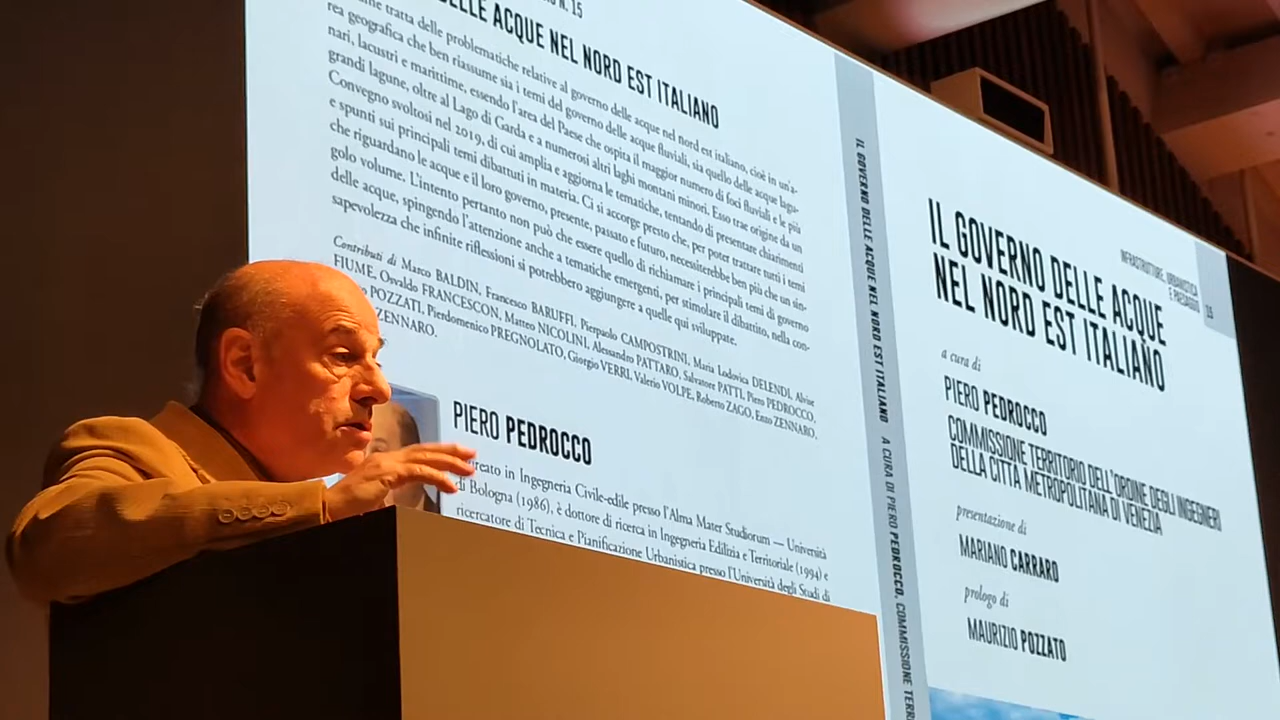 N. 15
DELLE ACQUE NEL NORD EST ITALIANO
tratta delle problematiche relative al governo delle acque nel nord est italiano, cioè in un'a-
rea geografica che ben riassume sia i temi del governo delle acque fluviali, sia quello delle acque lagu-
nari, lacustri e marittime, essendo l'area del Paese che ospita il maggior numero di foci fluviali e le più
grandi lagune, oltre al Lago di Garda e a numerosi altri laghi montani minori. Esso trae origine da un
Convegno svoltosi nel 2019, di cui amplia e aggiorna le tematiche, tentando di presentare chiarimenti
e spunti sui principali temi dibattuti in materia. Ci si accorge presto che, per poter trattare tutti i temi
che riguardano le acque e il loro governo, presente, passato e futuro, necessiterebbe ben più che un sin-
golo volume. L'intento pertanto non può che essere quello di richiamare i principali temi di governo
delle acque, spingendo l'attenzione anche a tematiche emergenti, per stimolare il dibattito, nella con-
sapevolezza che infinite riflessioni si potrebbero aggiungere a quelle qui sviluppate.
Contributi di Marco BALDIN, Francesco BARUFFI, Pierpaolo CAMPOSTRINI, Maria Lodovica DELENDI, Alvise
FIUME, Osvaldo FRANCESCON, Matteo NICOLINI, Alessandro PATTARO, Salvatore PATTI, Piero PEDROCCO,
POZZATI, Pierdomenico PREGNOLATO, Giorgio VERRI, Valerio VOLPE, Roberto ZAGO, Enzo ZENNARO,
ZENNARO.
PIERO PEDROCCO
in Ingegneria Civile-edile presso l'Alma Mater Studiorum — Università
di Bologna (1986), è dottore di ricerca in Ingegneria Edilizia e Territoriale (1994) e
ricercatore di Tecnica e Pianificazione Urbanistica presso l'Università degli Studi di
IL GOVERNO DELLE ACQUE NEL NORD EST ITALIANO A CURA DI PIERO PEDROCCO, COMMISSIONE
INFRASTRUTTURE, URBANISTICA
E PAESAGGIO 15
IL GOVERNO DELLE ACQUE
NEL NORD EST ITALIANO
a cura di
PIERO PEDROCCO
COMMISSIONE TERRITORIO DELL'ORDINE DEGLI INGEGNERI
DELLA CITTÀ METROPOLITANA DI VENEZIA
presentazione di
MARIANO CARRARO
prologo di
MAURIZIO POZZATO